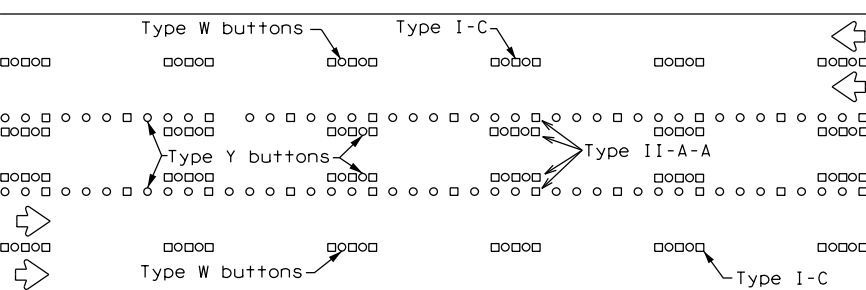 Type W buttons
Type I-C
Type Y buttons
Type II-A-A
Type W buttons
Type I-C